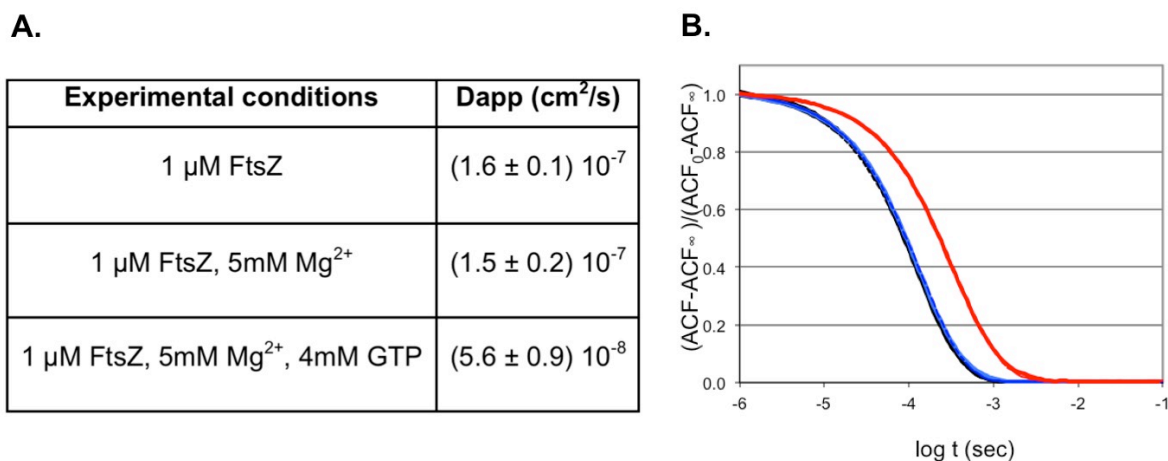 A.
Experimental conditions Dapp (cm²/s)
1 µM FtsZ (1.6 ± 0.1) 10⁻⁷
1 µM FtsZ, 5mM Mg²⁺ (1.5 ± 0.2) 10⁻⁷
1 µM FtsZ, 5mM Mg²⁺, 4mM GTP (5.6 ± 0.9) 10⁻⁸
B.
(ACF-ACF∞)/(ACF₀-ACF∞)
1.0
0.8
0.6
0.4
0.2
0.0
-6 -5 -4 -3 -2 -1
log t (sec)